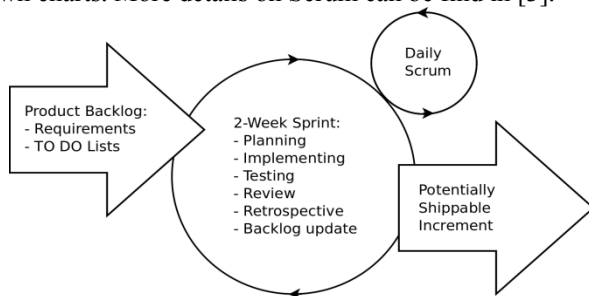 wn charts. More details on Scrum can be find in [5].
Daily
Scrum
Product Backlog:
- Requirements
- TO DO Lists
2-Week Sprint:
- Planning
- Implementing
- Testing
- Review
- Retrospective
- Backlog update
Potentially
Shippable
Increment